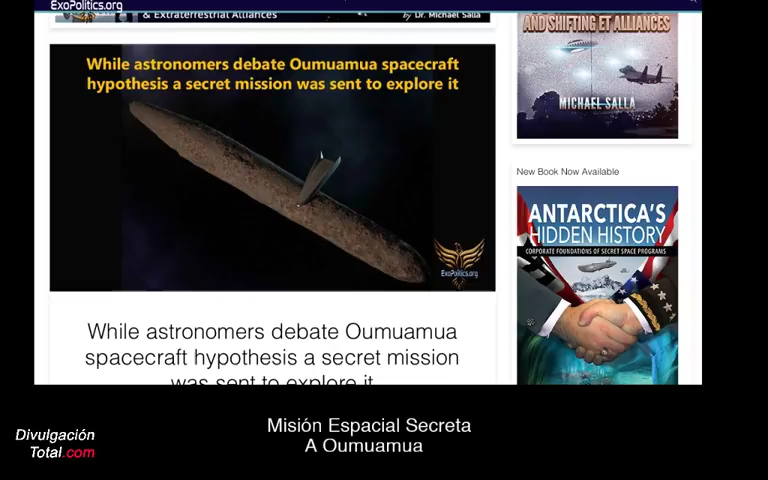 ExoPolitics.org
& Extraterrestrial Alliances
by Dr. Michael Salla
While astronomers debate Oumuamua spacecraft
hypothesis a secret mission was sent to explore it
ExoPolitics.org
While astronomers debate Oumuamua
spacecraft hypothesis a secret mission
was sent to explore it
AND SHIFTING ET ALLIANCES
MICHAEL SALLA
New Book Now Available
ANTARCTICA'S
HIDDEN HISTORY
CORPORATE FOUNDATIONS OF SECRET SPACE PROGRAMS
Divulgación
Total.com
Misión Espacial Secreta
A Oumuamua